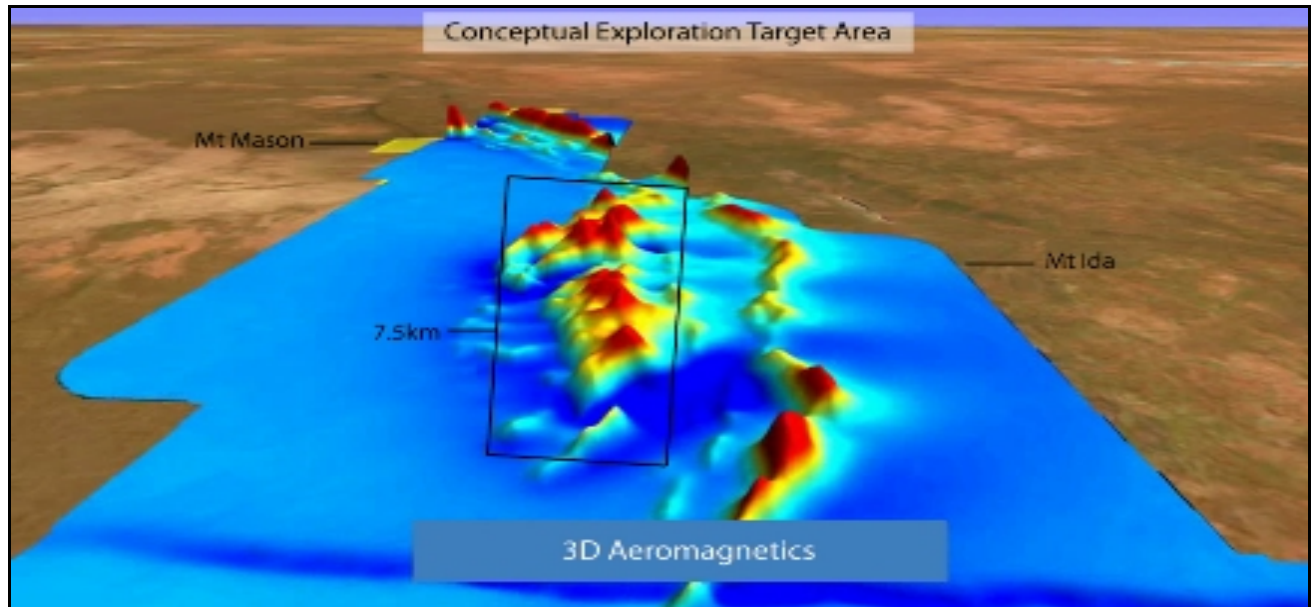 Conceptual Exploration Target Area
Mt Mason
Mt Ida
7.5km
3D Aeromagnetics